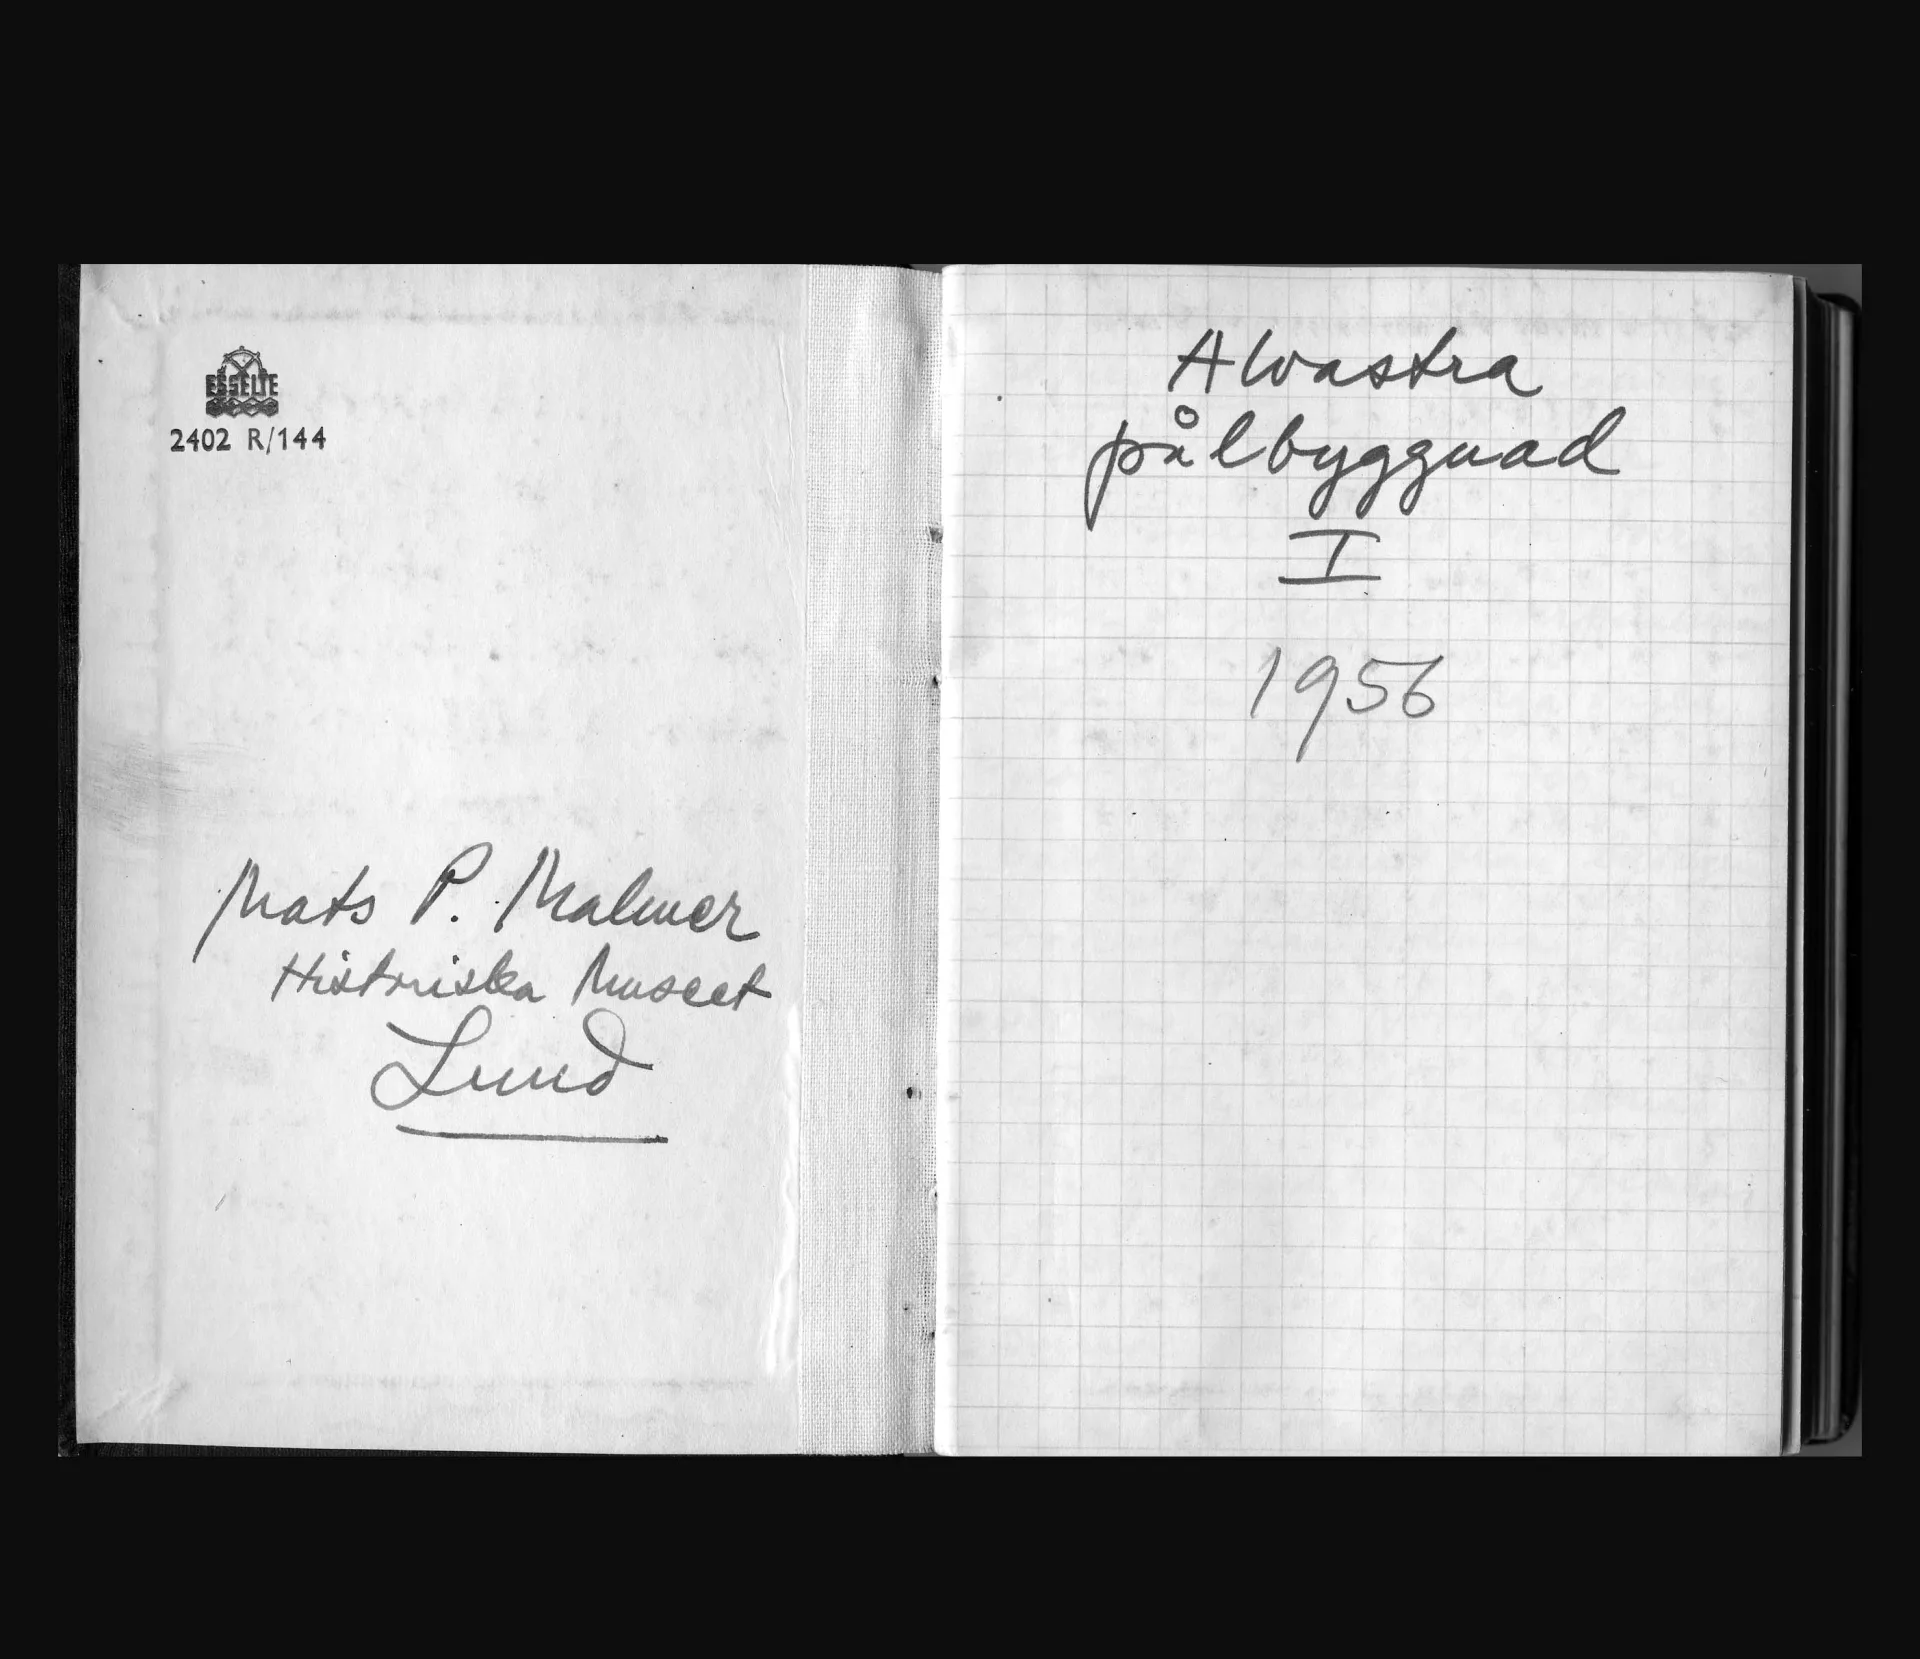 ESSELTE
2402 R/144
Mats P. Malmer
Historiska Museet
Lund
Alvastra
pålbyggnad
I
1956